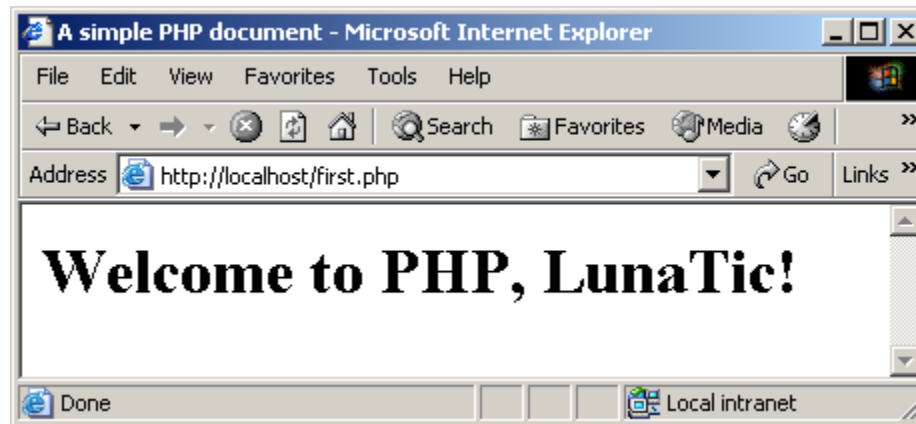 A simple PHP document - Microsoft Internet Explorer
File Edit View Favorites Tools Help
Back Search Favorites Media »
Address http://localhost/first.php Go Links »
Welcome to PHP, LunaTic!
Done Local intranet